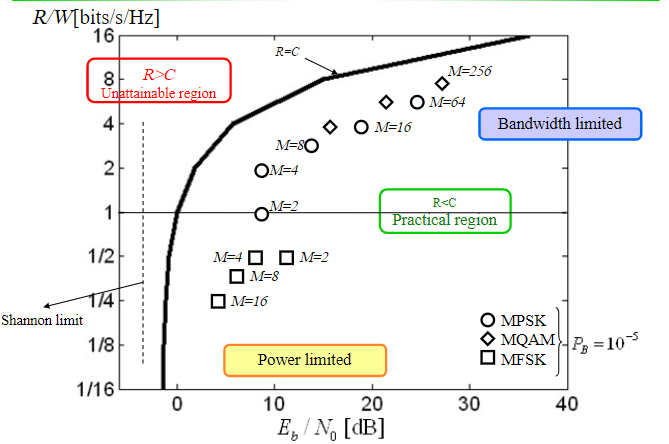 R/W[bits/s/Hz]
16
R=C
R>C
Unattainable region
8
M=256
M=64
4
M=16
Bandwidth limited
M=8
2
M=4
R<C
Practical region
1
M=2
1/2
M=4
M=2
M=8
1/4
M=16
Shannon limit
MPSK
MQAM
MFSK
P_B = 10^-5
1/8
Power limited
1/16
0
10
20
30
40
E_b / N_0 [dB]